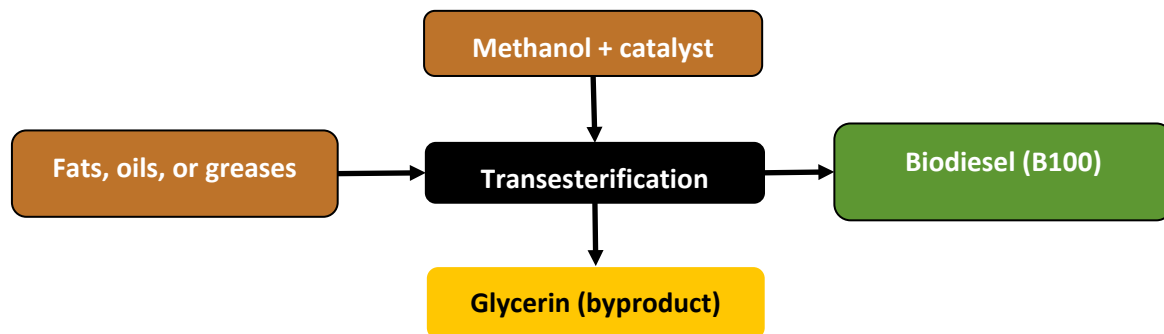 Methanol + catalyst
Fats, oils, or greases
Transesterification
Biodiesel (B100)
Glycerin (byproduct)